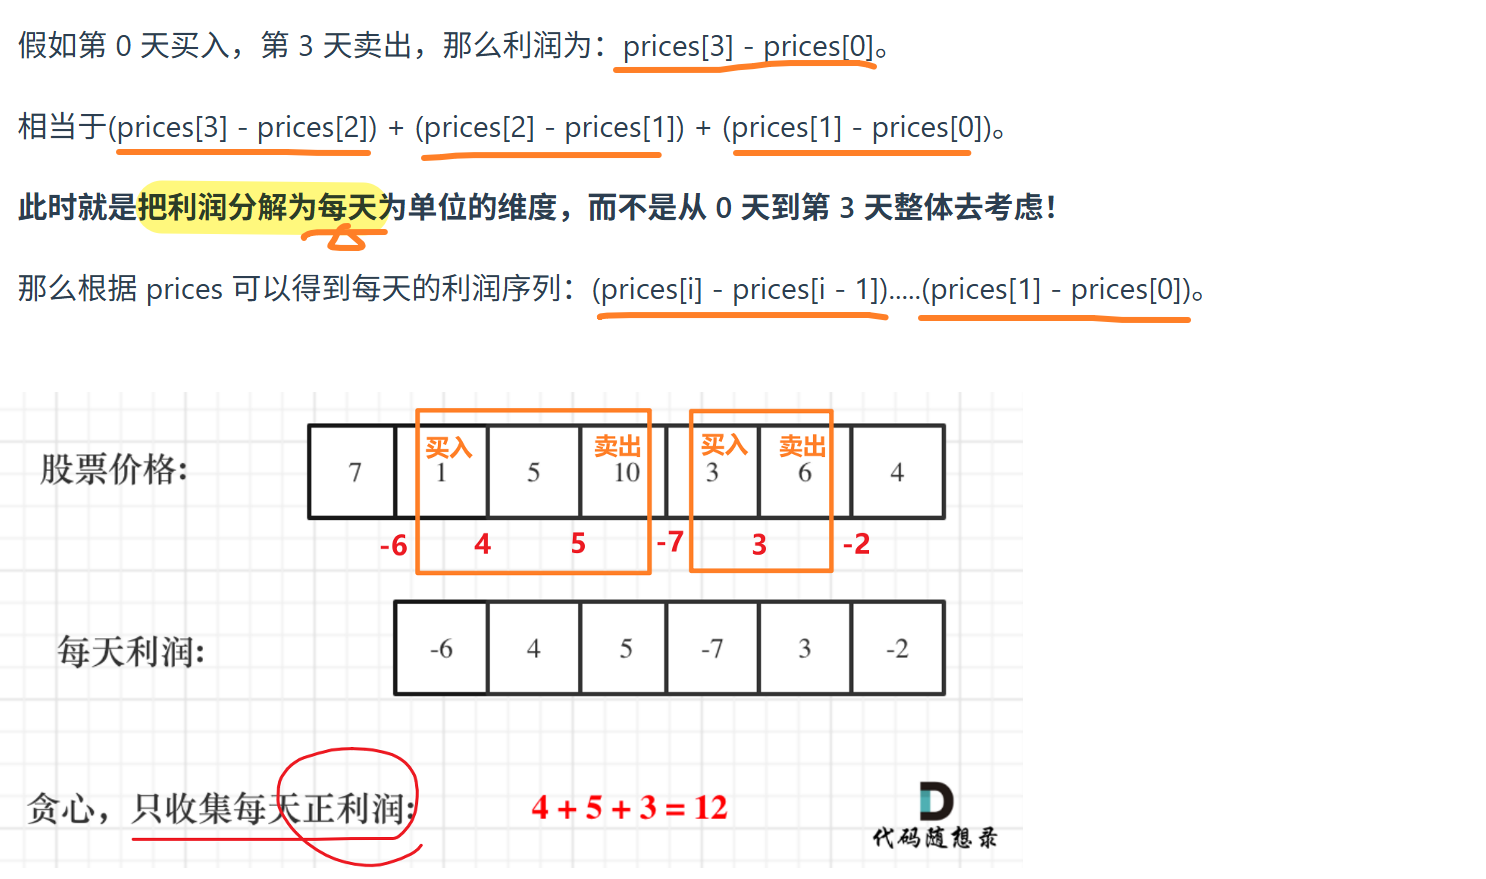 假如第 0 天买入，第 3 天卖出，那么利润为：prices[3] - prices[0]。
相当于(prices[3] - prices[2]) + (prices[2] - prices[1]) + (prices[1] - prices[0])。
此时就是把利润分解为每天为单位的维度，而不是从 0 天到第 3 天整体去考虑！
那么根据 prices 可以得到每天的利润序列：(prices[i] - prices[i - 1]).....(prices[1] - prices[0])。
买入 卖出 买入 卖出
股票价格: 7 1 5 10 3 6 4
-6 4 5 -7 3 -2
每天利润: -6 4 5 -7 3 -2
贪心，只收集每天正利润: 4 + 5 + 3 = 12
代码随想录